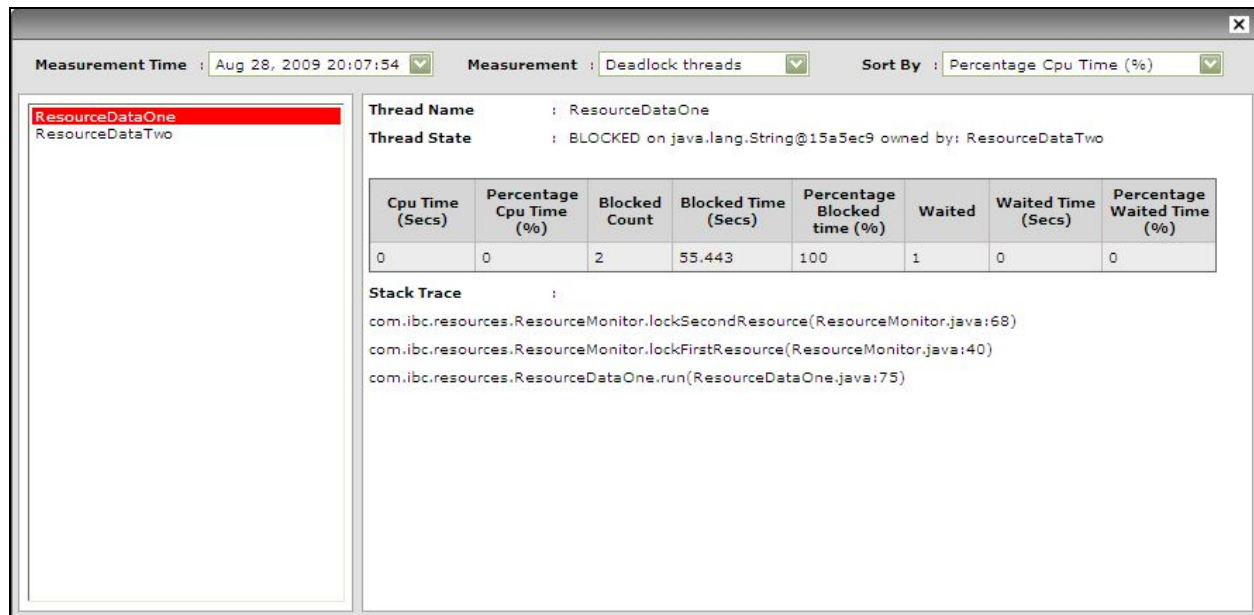 Measurement Time : Aug 28, 2009 20:07:54 Measurement : Deadlock threads Sort By : Percentage Cpu Time (%)
ResourceDataOne
ResourceDataTwo
Thread Name : ResourceDataOne
Thread State : BLOCKED on java.lang.String@15a5ec9 owned by: ResourceDataTwo
Cpu Time (Secs) Percentage Cpu Time (%) Blocked Count Blocked Time (Secs) Percentage Blocked time (%) Waited Waited Time (Secs) Percentage Waited Time (%)
0 0 2 55.443 100 1 0 0
Stack Trace :
com.ibc.resources.ResourceMonitor.lockSecondResource(ResourceMonitor.java:68)
com.ibc.resources.ResourceMonitor.lockFirstResource(ResourceMonitor.java:40)
com.ibc.resources.ResourceDataOne.run(ResourceDataOne.java:75)